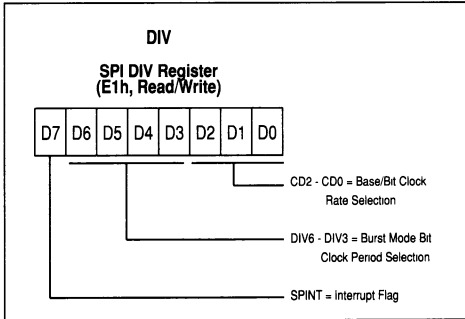 DIV
SPI DIV Register
(E1h, Read/Write)
D7 D6 D5 D4 D3 D2 D1 D0
CD2 - CD0 = Base/Bit Clock
Rate Selection
DIV6 - DIV3 = Burst Mode Bit
Clock Period Selection
SPINT = Interrupt Flag